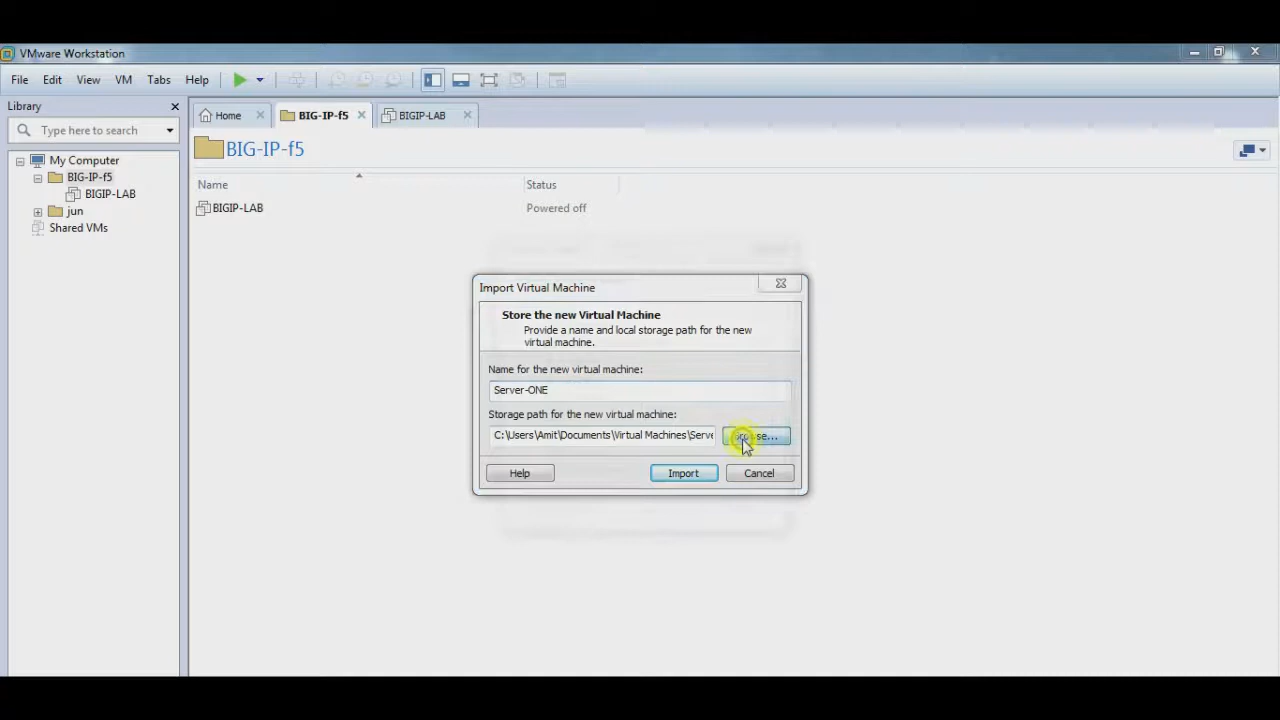 VMware Workstation
File Edit View VM Tabs Help
Library
Type here to search
Home
BIG-IP-f5
BIGIP-LAB
My Computer
BIG-IP-f5
BIGIP-LAB
jun
Shared VMs
BIG-IP-f5
Name Status
BIGIP-LAB Powered off
Import Virtual Machine
Store the new Virtual Machine
Provide a name and local storage path for the new
virtual machine.
Name for the new virtual machine:
Server-ONE
Storage path for the new virtual machine:
C:\Users\Amit\Documents\Virtual Machines\Serve
Browse...
Help Import Cancel